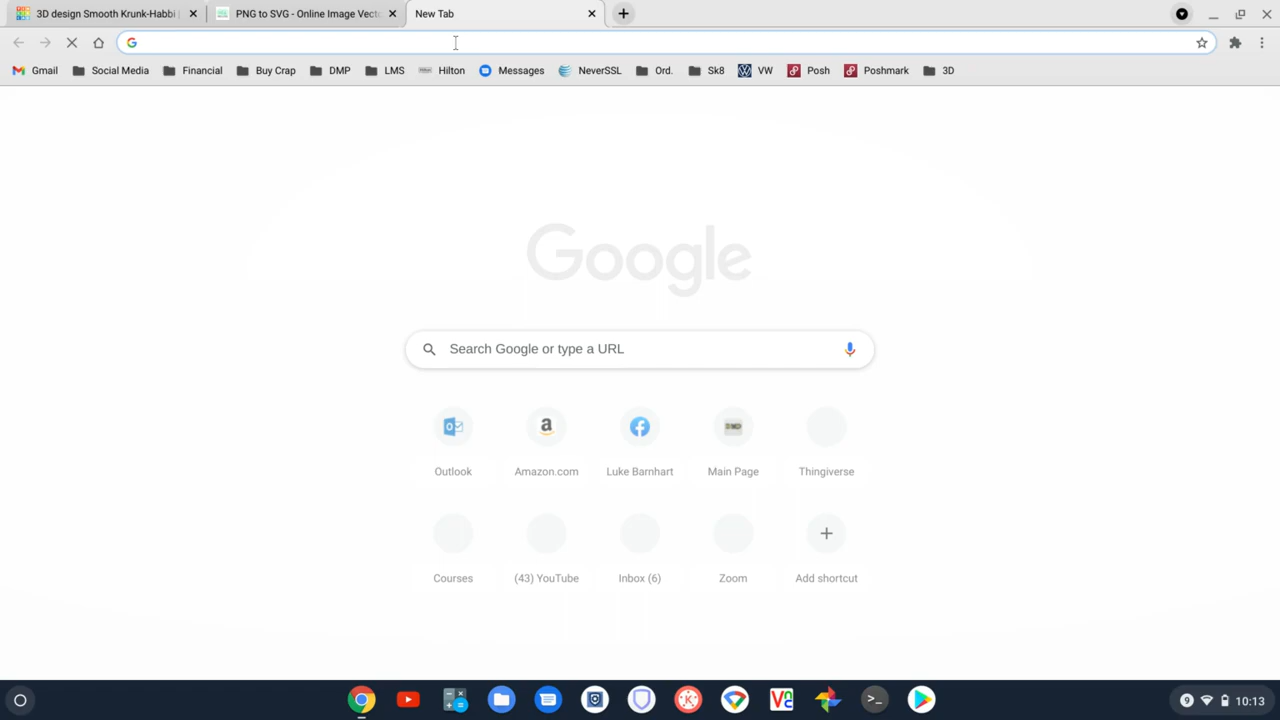 3D design Smooth Krunk-Habbi | PNG to SVG - Online Image Vecto New Tab
Gmail Social Media Financial Buy Crap DMP LMS Hilton Messages NeverSSL Ord. Sk8 VW Posh Poshmark 3D
Google
Search Google or type a URL
Outlook Amazon.com Luke Barnhart Main Page Thingiverse
Courses (43) YouTube Inbox (6) Zoom Add shortcut
9 10:13